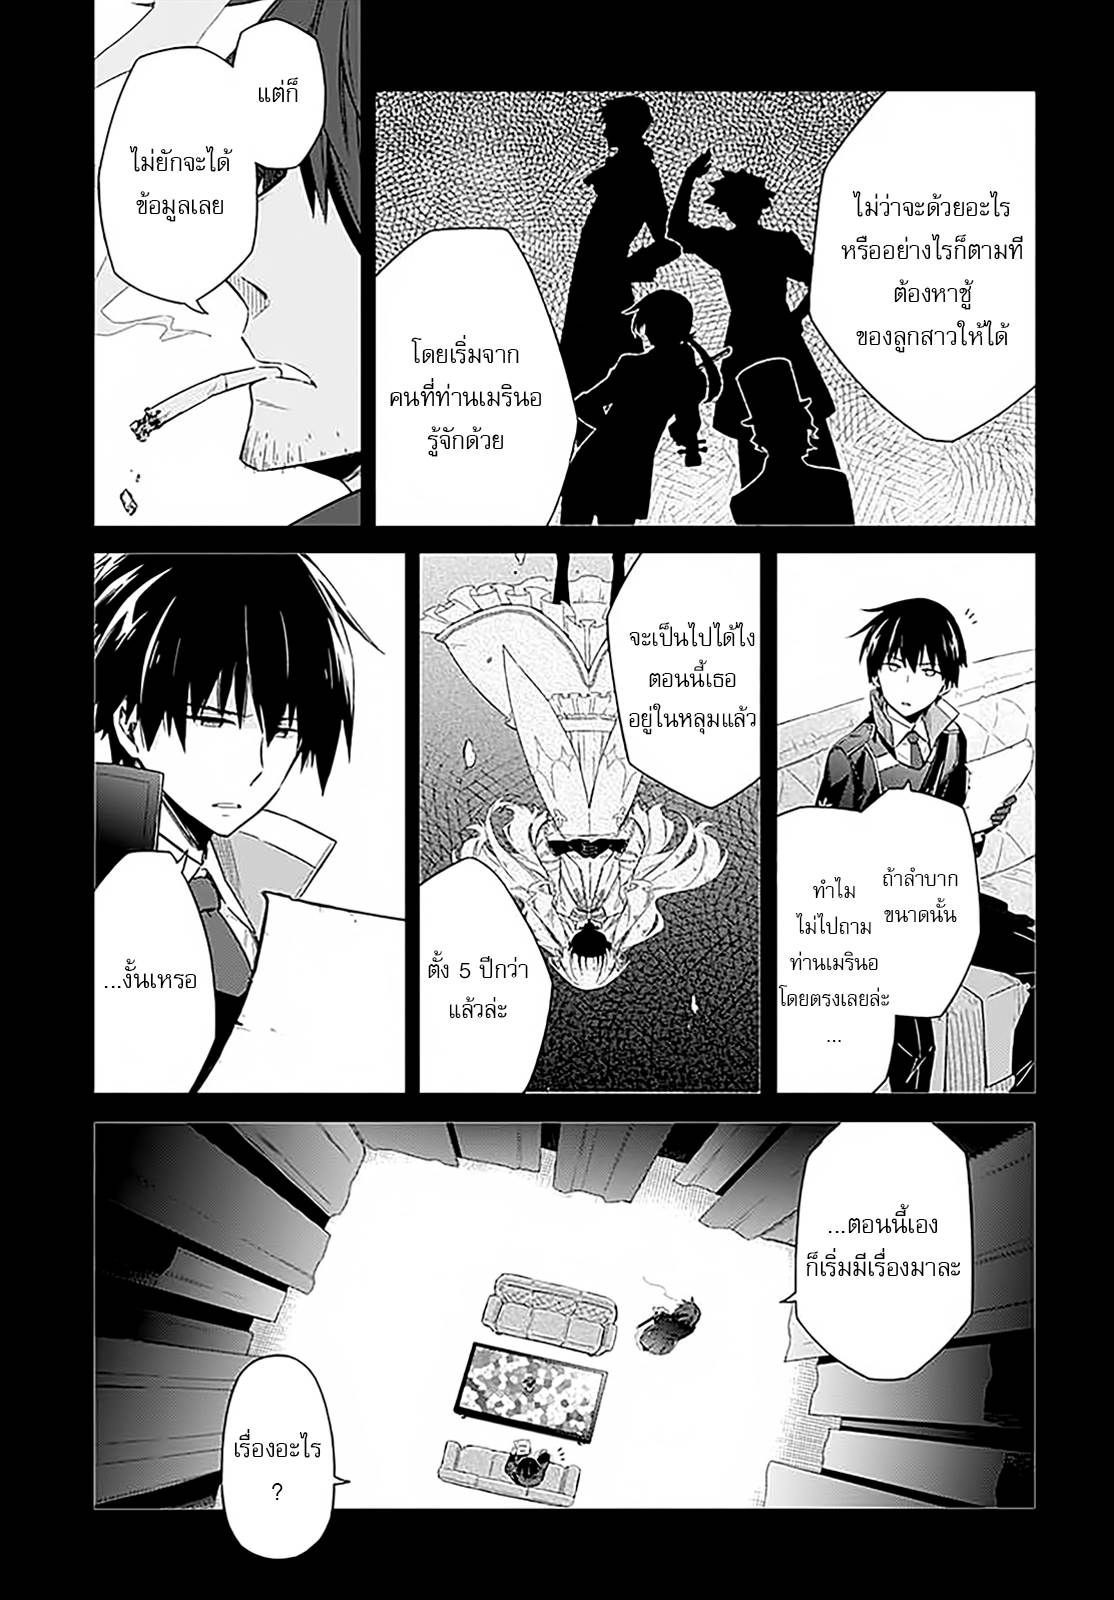 ไม่ว่าจะด้วยอะไร
หรืออย่างไรก็ตามที
ต้องหาชู้
ของลูกสาวให้ได้
โดยเริ่มจาก
คนที่ท่านเมรินอ
รู้จักด้วย
แต่ก็
ไม่ยักจะได้
ข้อมูลเลย
ถ้าลำบาก
ขนาดนั้น
ทำไม
ไม่ไปถาม
ท่านเมรินอ
โดยตรงเลยล่ะ
...
จะเป็นไปได้ไง
ตอนนี้เธอ
อยู่ในหลุมแล้ว
ตั้ง 5 ปีกว่า
แล้วล่ะ
...งั้นเหรอ
...ตอนนี้เอง
ก็เริ่มมีเรื่องมาละ
เรื่องอะไร
?